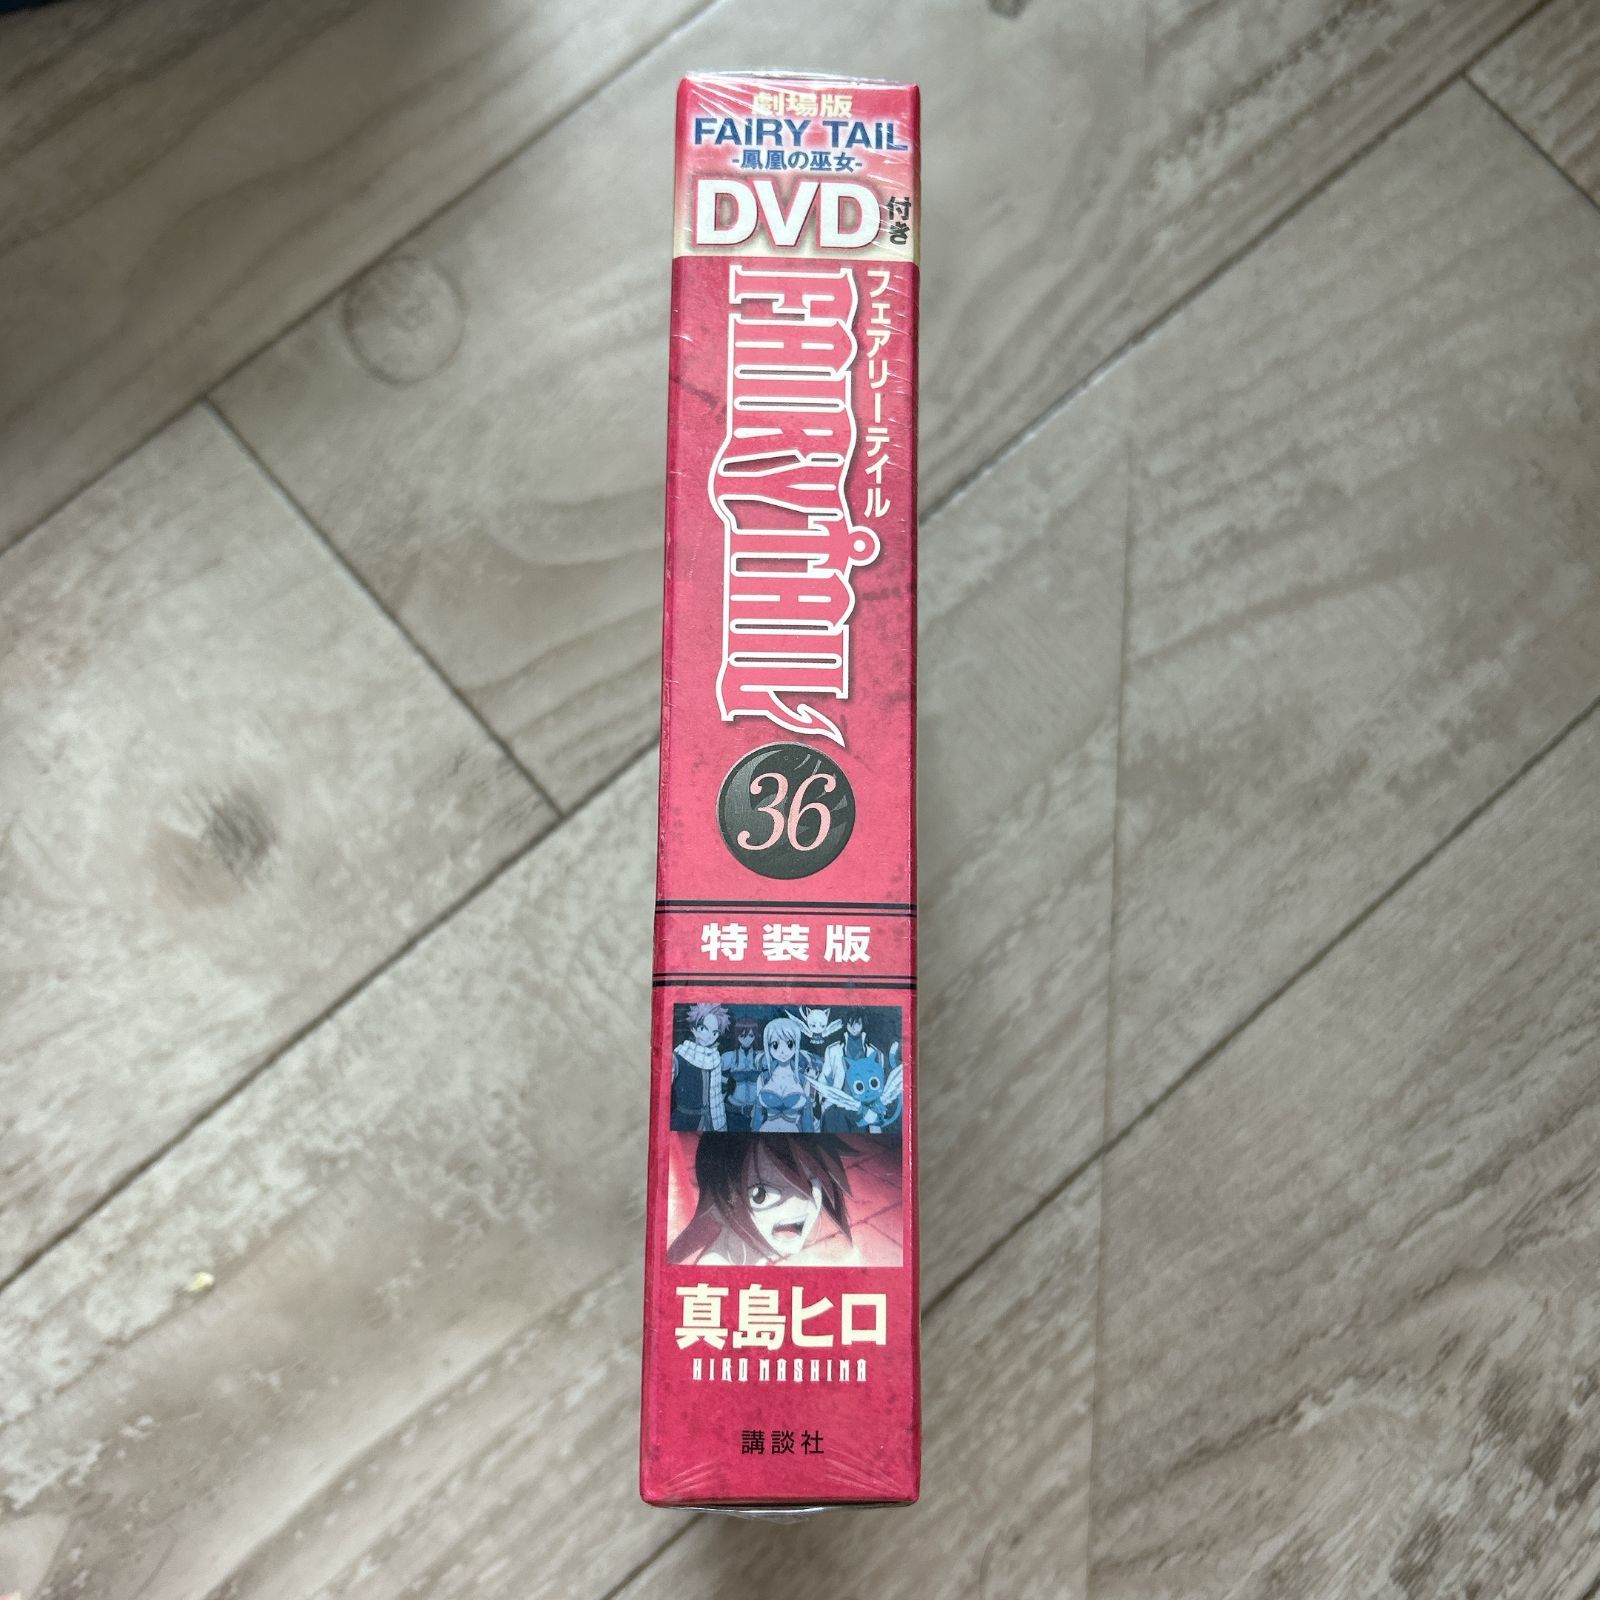 劇場版
FAiRY TAIL
-鳳凰の巫女-
DVD付き
フェアリーテイル
FAIRY TAIL
36
特装版
真島ヒロ
HIRO MASHIMA
講談社